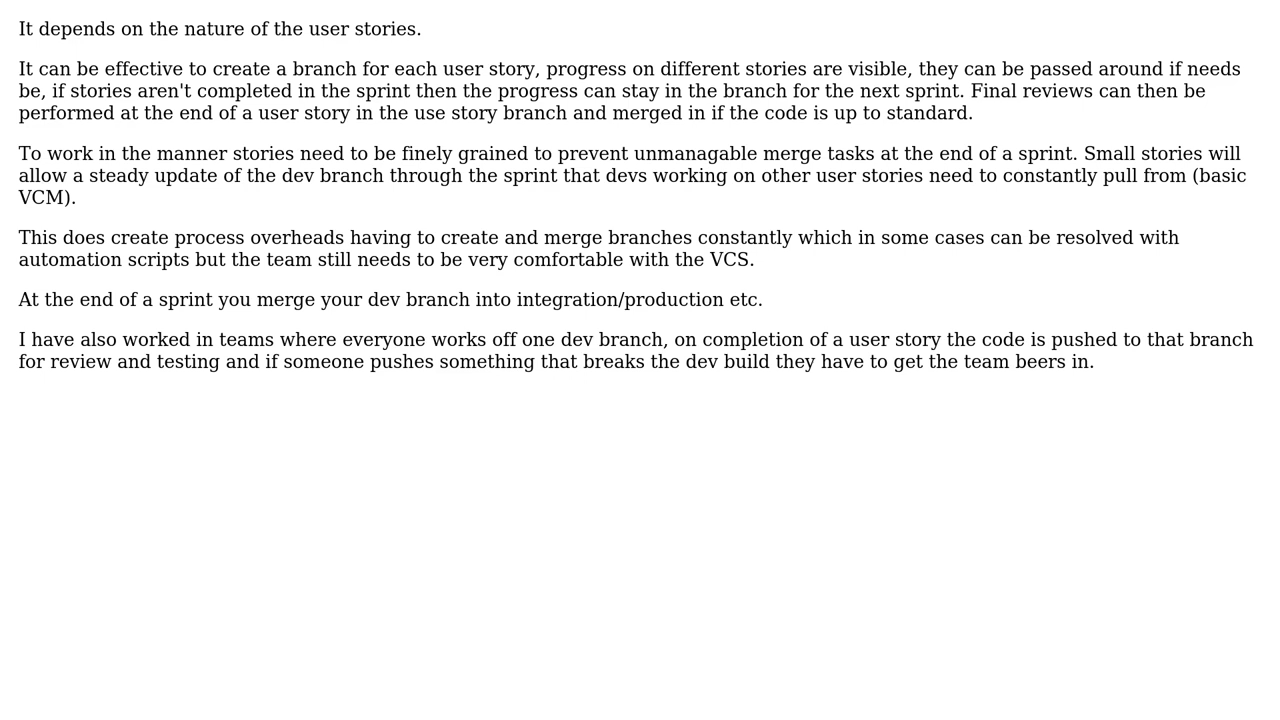 It depends on the nature of the user stories.
It can be effective to create a branch for each user story, progress on different stories are visible, they can be passed around if needs
be, if stories aren't completed in the sprint then the progress can stay in the branch for the next sprint. Final reviews can then be
performed at the end of a user story in the use story branch and merged in if the code is up to standard.
To work in the manner stories need to be finely grained to prevent unmanagable merge tasks at the end of a sprint. Small stories will
allow a steady update of the dev branch through the sprint that devs working on other user stories need to constantly pull from (basic
VCM).
This does create process overheads having to create and merge branches constantly which in some cases can be resolved with
automation scripts but the team still needs to be very comfortable with the VCS.
At the end of a sprint you merge your dev branch into integration/production etc.
I have also worked in teams where everyone works off one dev branch, on completion of a user story the code is pushed to that branch
for review and testing and if someone pushes something that breaks the dev build they have to get the team beers in.